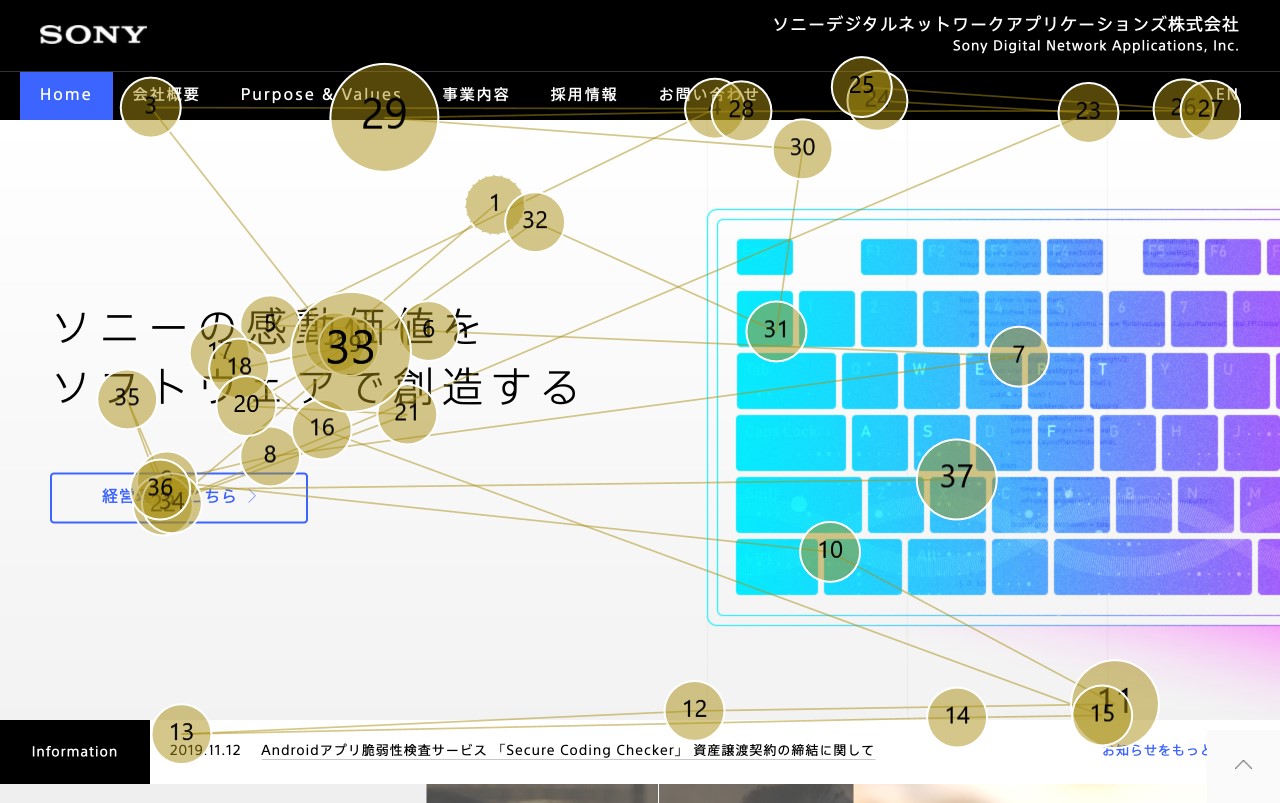 SONY
ソニーデジタルネットワークアプリケーションズ株式会社
Sony Digital Network Applications, Inc.
Home 会社概要 Purpose & Values 事業内容 採用情報 お問い合わせ EN
3 29 4 28 25 24 23 26 27
30
1
32
ソニーの感動価値を
5 17 18 33 6 31 7
ソフトウェアで創造する
35 20 16 21
8
36 34
37
10
11
12 13 14 15
Information
2019.11.12 Androidアプリ脆弱性検査サービス 「Secure Coding Checker」 資産譲渡契約の締結に関して
お知らせをもっと
F1 F2 F3 F4 F5 F6
2 3 5 6 7 8
W E R T Y U
A S D F G H J
Z V B N M
Alt